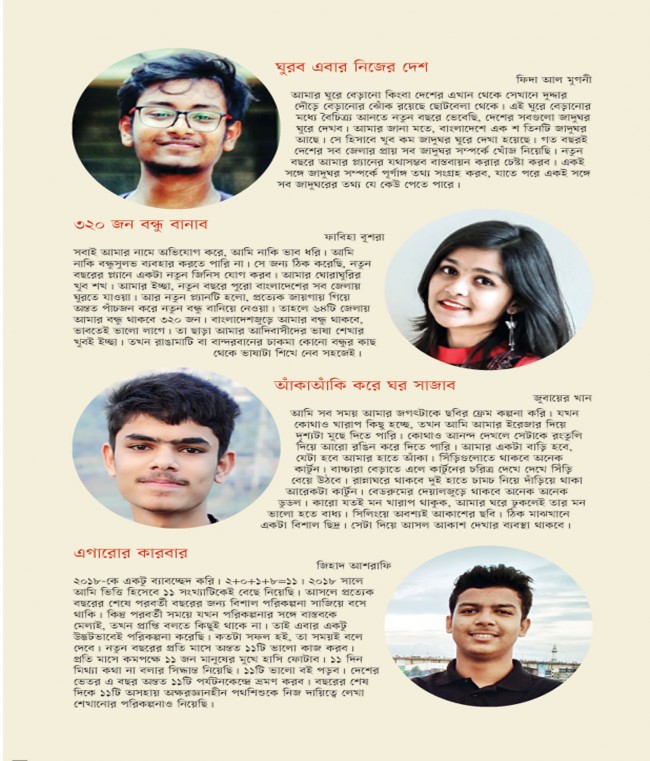 ঘুরব এবার নিজের দেশ
ফিদা আল মুগনী
আমার ঘুরে বেড়ানো কিংবা দেশের এখান থেকে সেখানে দুদ্দার
দৌড়ে বেড়ানোর ঝোঁক রয়েছে ছোটবেলা থেকে। এই ঘুরে বেড়ানোর
মধ্যে বৈচিত্র্য আনতে নতুন বছরে ভেবেছি, দেশের সবগুলো জাদুঘর
ঘুরে দেখব। আমার জানা মতে, বাংলাদেশে এক শ তিনটি জাদুঘর
আছে। সে হিসাবে খুব কম জাদুঘর ঘুরে দেখা হয়েছে। গত বছরই
দেশের সব জেলার প্রায় সব জাদুঘর সম্পর্কে খোঁজ নিয়েছি। নতুন
বছরে আমার প্ল্যানের যথাসম্ভব বাস্তবায়ন করার চেষ্টা করব। একই
সঙ্গে জাদুঘর সম্পর্কে পূর্ণাঙ্গ তথ্য সংগ্রহ করব, যাতে পরে একই সঙ্গে
সব জাদুঘরের তথ্য যে কেউ পেতে পারে।
৩২০ জন বন্ধু বানাব
ফাবিহা বুশরা
সবাই আমার নামে অভিযোগ করে, আমি নাকি ভাব ধরি। আমি
নাকি বন্ধুসুলভ ব্যবহার করতে পারি না। সে জন্য ঠিক করেছি, নতুন
বছরের প্ল্যানে একটা নতুন জিনিস যোগ করব। আমার ঘোরাঘুরির
খুব শখ। আমার ইচ্ছা, নতুন বছরে পুরো বাংলাদেশের সব জেলায়
ঘুরতে যাওয়া। আর নতুন প্ল্যানটি হলো, প্রত্যেক জায়গায় গিয়ে
অন্তত পাঁচজন করে নতুন বন্ধু বানিয়ে নেওয়া। তাহলে ৬৪টি জেলায়
আমার বন্ধু থাকবে ৩২০ জন। বাংলাদেশজুড়ে আমার বন্ধু থাকবে,
ভাবতেই ভালো লাগে। তা ছাড়া আমার আদিবাসীদের ভাষা শেখার
খুবই ইচ্ছা। তখন রাঙামাটি বা বান্দরবানের চাকমা কোনো বন্ধুর কাছ
থেকে ভাষাটা শিখে নেব সহজেই।
আঁকাআঁকি করে ঘর সাজাব
জুবায়ের খান
আমি সব সময় আমার জগৎটাকে ছবির ফ্রেম কল্পনা করি। যখন
কোথাও খারাপ কিছু হচ্ছে, তখন আমি আমার ইরেজার দিয়ে
দৃশ্যটা মুছে দিতে পারি। কোথাও আনন্দ দেখলে সেটাকে রংতুলি
দিয়ে আরো রঙিন করে দিতে পারি। আমার একটা বাড়ি হবে,
যেটা হবে আমার হাতে আঁকা। সিঁড়িগুলোতে থাকবে অনেক
কার্টুন। বাচ্চারা বেড়াতে এলে কার্টুনের চরিত্র দেখে দেখে সিঁড়ি
বেয়ে উঠবে। রান্নাঘরে থাকবে দুই হাতে চামচ নিয়ে দাঁড়িয়ে থাকা
আরেকটা কার্টুন। বেডরুমের দেয়ালজুড়ে থাকবে অনেক অনেক
ডুডল। কারো যতই মন খারাপ থাকুক, আমার ঘরে ঢুকলেই তার মন
ভালো হতে বাধ্য। সিলিংয়ে অবশ্যই আকাশের ছবি। ঠিক মাঝখানে
একটা বিশাল ছিদ্র। সেটা দিয়ে আসল আকাশ দেখার ব্যবস্থা থাকবে।
এগারোর কারবার
জিহাদ আশরাফি
২০১৮-কে একটু ব্যবচ্ছেদ করি। ২+০+১+৮=১১। ২০১৮ সালে
আমি ভিত্তি হিসেবে ১১ সংখ্যাটিকেই বেছে নিয়েছি। আসলে প্রত্যেক
বছরের শেষে পরবর্তী বছরের জন্য বিশাল পরিকল্পনা সাজিয়ে বসে
থাকি। কিন্তু পরবর্তী সময়ে যখন পরিকল্পনার সঙ্গে বাস্তবকে
মেলাই, তখন প্রাপ্তি বলতে কিছুই থাকে না। তাই এবার একটু
উদ্ভটভাবেই পরিকল্পনা করেছি। কতটা সফল হই, তা সময়ই বলে
দেবে। নতুন বছরের প্রতি মাসে অন্তত ১১টি ভালো কাজ করব।
প্রতি মাসে কমপক্ষে ১১ জন মানুষের মুখে হাসি ফোটাব। ১১ দিন
মিথ্যা কথা না বলার সিদ্ধান্ত নিয়েছি। ১১টি ভালো বই পড়ব। দেশের
ভেতর এ বছর অন্তত ১১টি পর্যটনকেন্দ্রে ভ্রমণ করব। বছরের শেষ
দিকে ১১টি অসহায় অক্ষরজ্ঞানহীন পথশিশুকে নিজ দায়িত্বে লেখা
শেখানোর পরিকল্পনাও নিয়েছি।